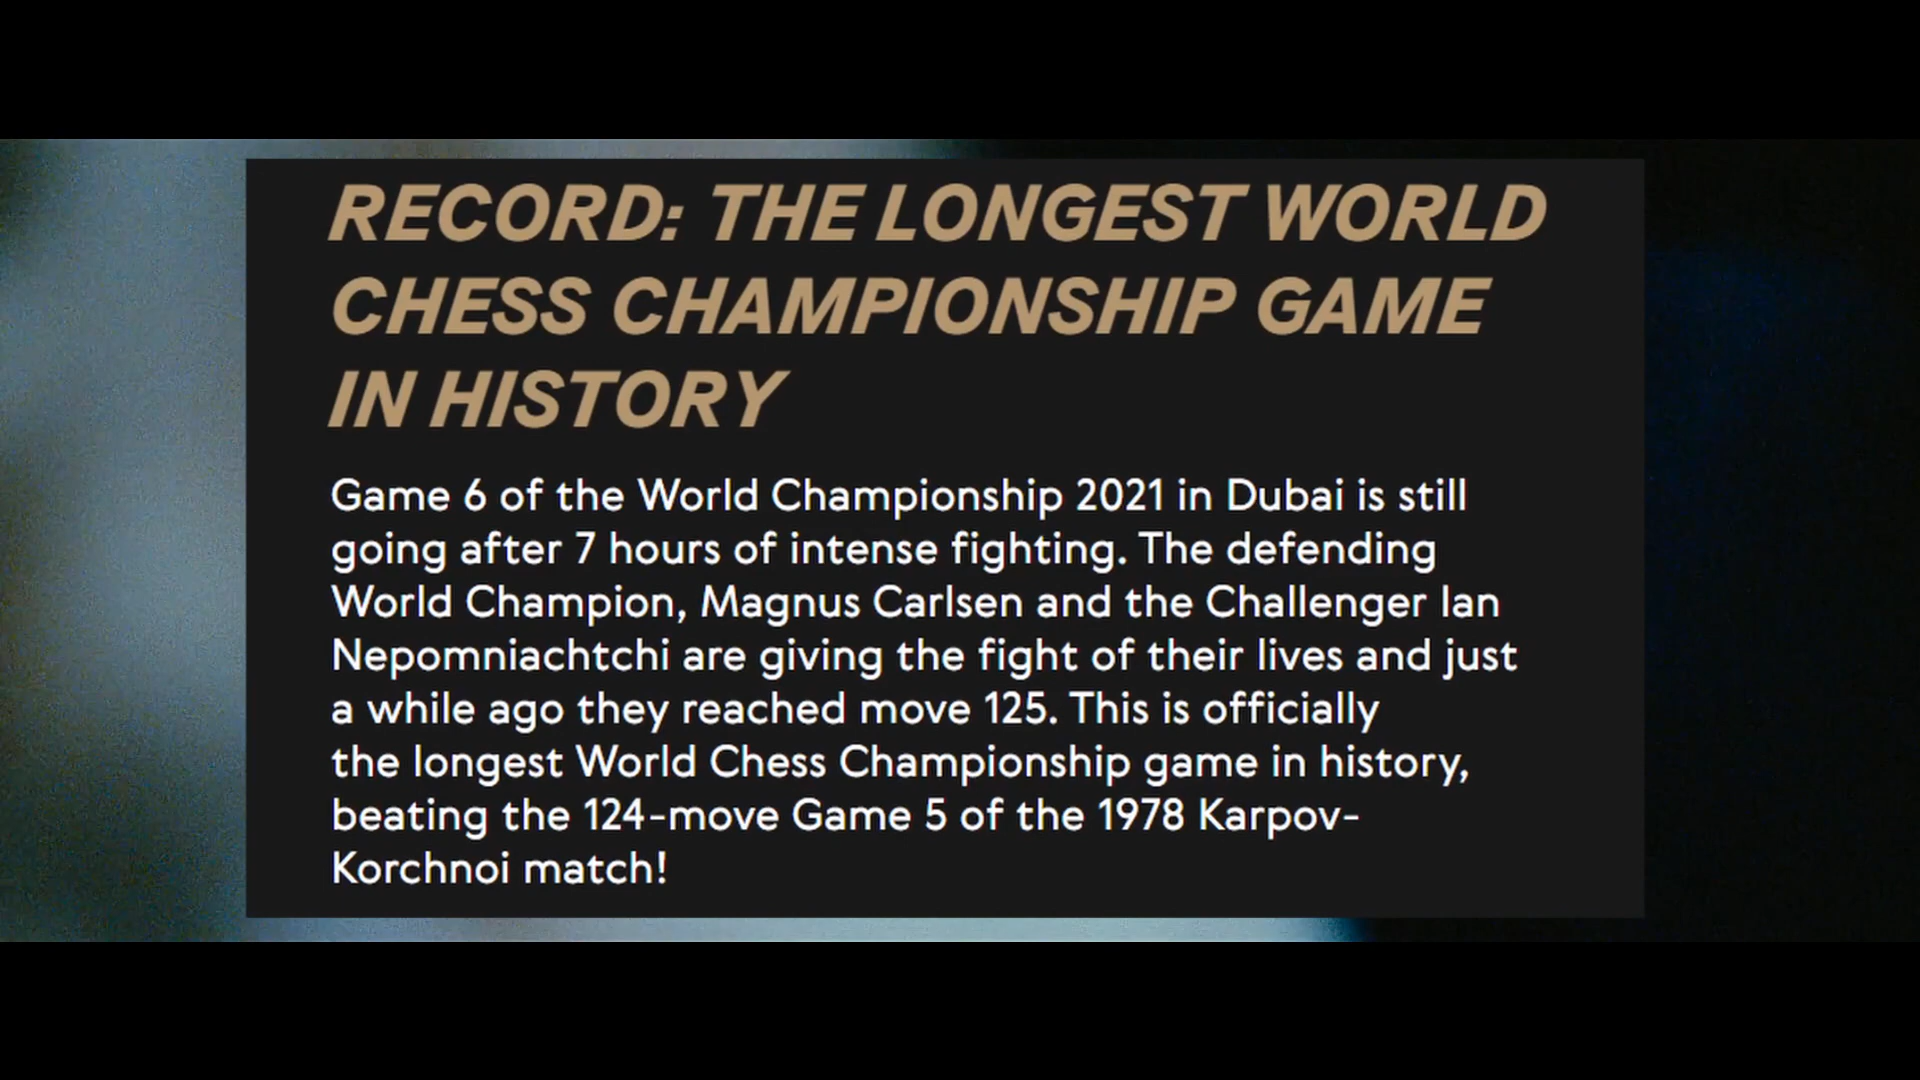 RECORD: THE LONGEST WORLD
CHESS CHAMPIONSHIP GAME
IN HISTORY
Game 6 of the World Championship 2021 in Dubai is still
going after 7 hours of intense fighting. The defending
World Champion, Magnus Carlsen and the Challenger Ian
Nepomniachtchi are giving the fight of their lives and just
a while ago they reached move 125. This is officially
the longest World Chess Championship game in history,
beating the 124-move Game 5 of the 1978 Karpov-
Korchnoi match!